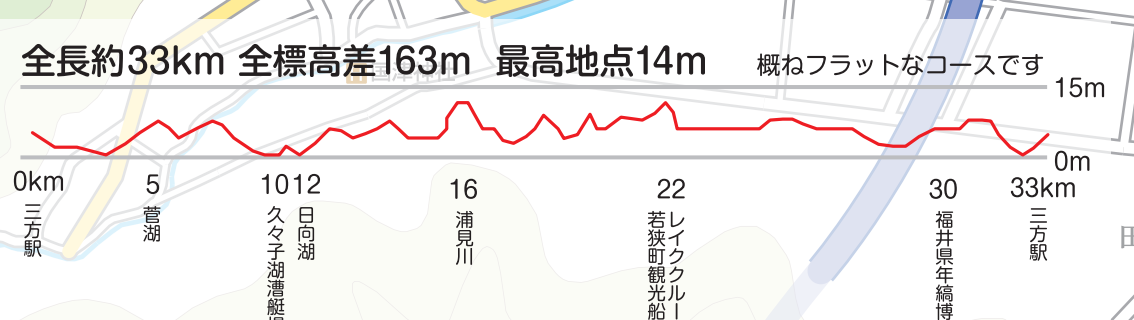 全長約33km 全標高差163m 最高地点14m 概ねフラットなコースです
15m
0m
0km 5 10 12 16 22 30 33km
三方駅
菅湖
久々子湖漕艇場
日向湖
浦見川
レイククルー
若狭町観光船
福井県年縞博
三方駅